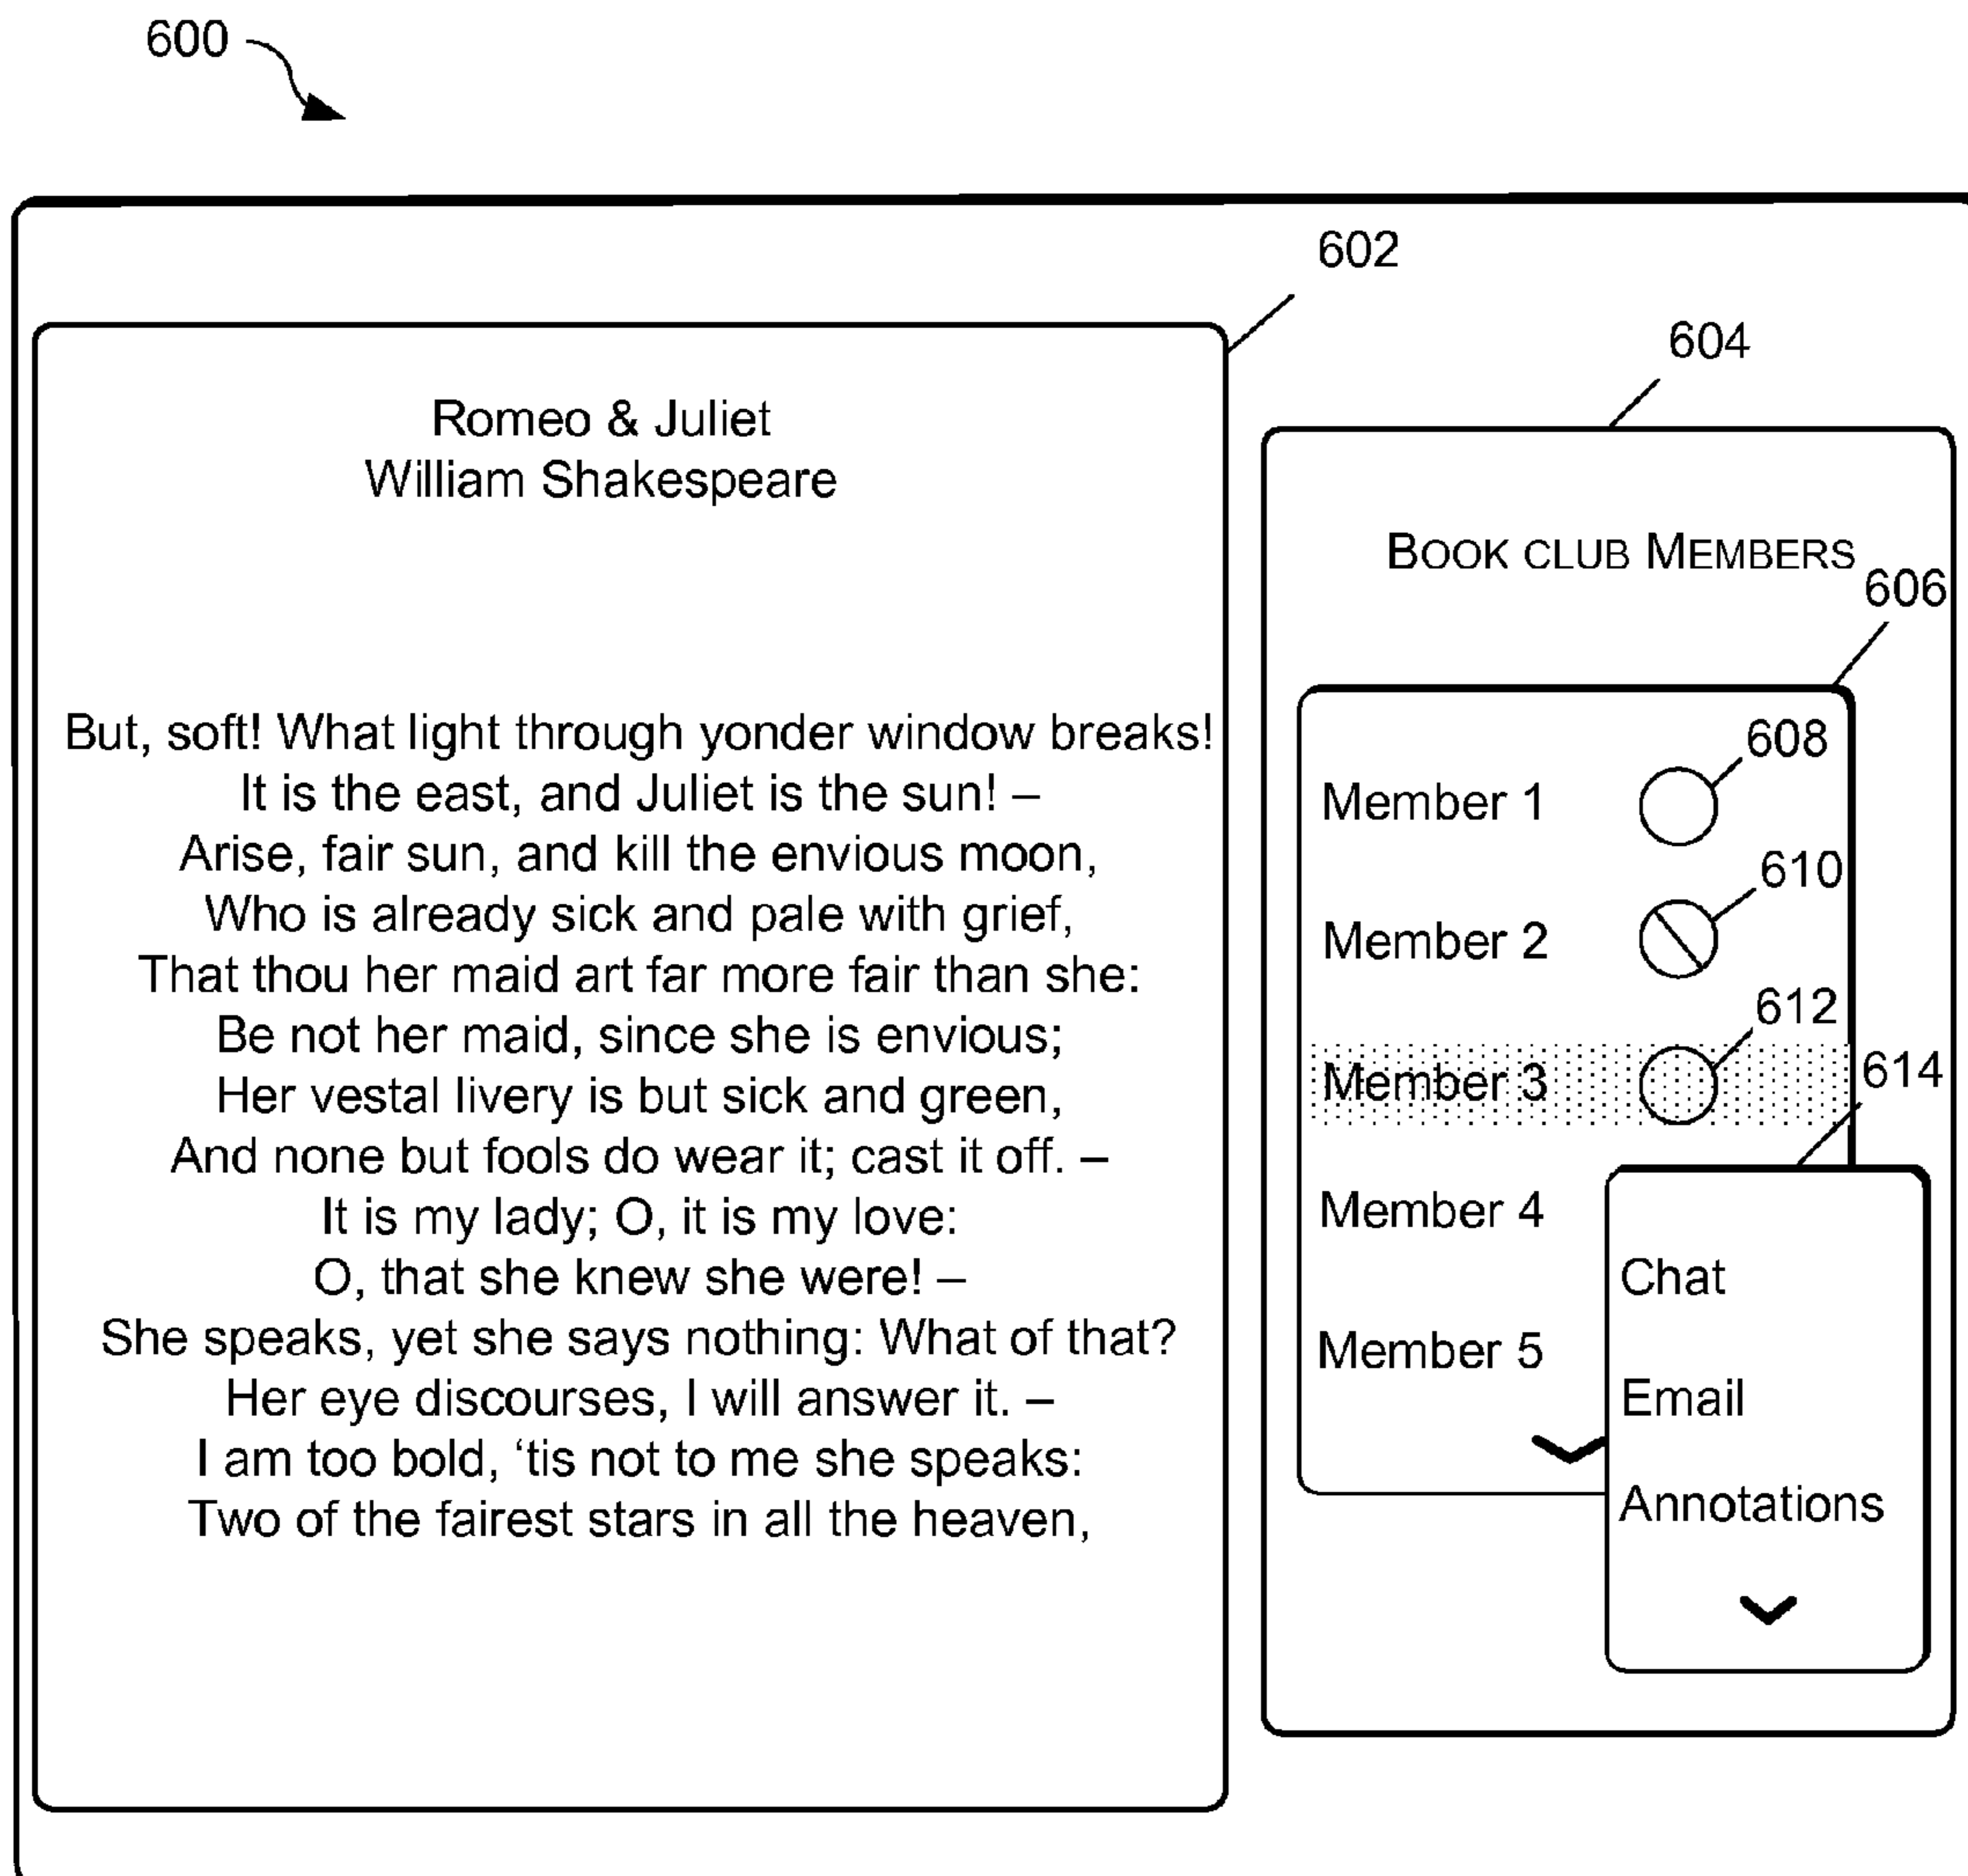 600
602
604
Romeo & Juliet
William Shakespeare
But, soft! What light through yonder window breaks!
It is the east, and Juliet is the sun! –
Arise, fair sun, and kill the envious moon,
Who is already sick and pale with grief,
That thou her maid art far more fair than she:
Be not her maid, since she is envious;
Her vestal livery is but sick and green,
And none but fools do wear it; cast it off. –
It is my lady; O, it is my love:
O, that she knew she were! –
She speaks, yet she says nothing: What of that?
Her eye discourses, I will answer it. –
I am too bold, ‘tis not to me she speaks:
Two of the fairest stars in all the heaven,
BOOK CLUB MEMBERS
606
608
Member 1
610
Member 2
612
Member 3
614
Member 4
Member 5
Chat
Email
Annotations